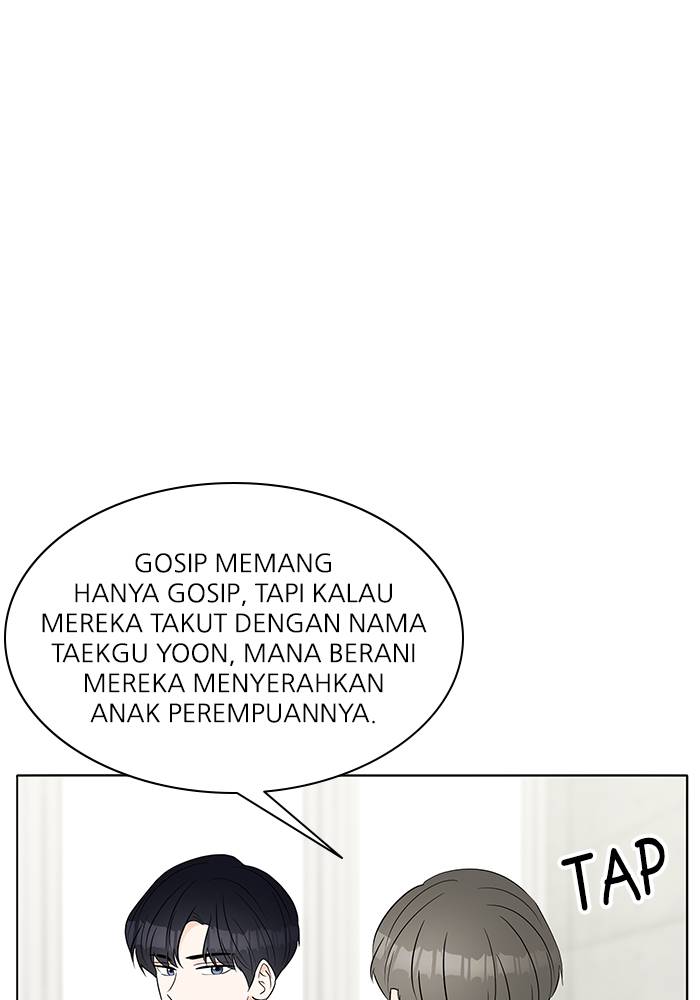 GOSIP MEMANG
HANYA GOSIP, TAPI KALAU
MEREKA TAKUT DENGAN NAMA
TAEKGU YOON, MANA BERANI
MEREKA MENYERAHKAN
ANAK PEREMPUANNYA.
TAP